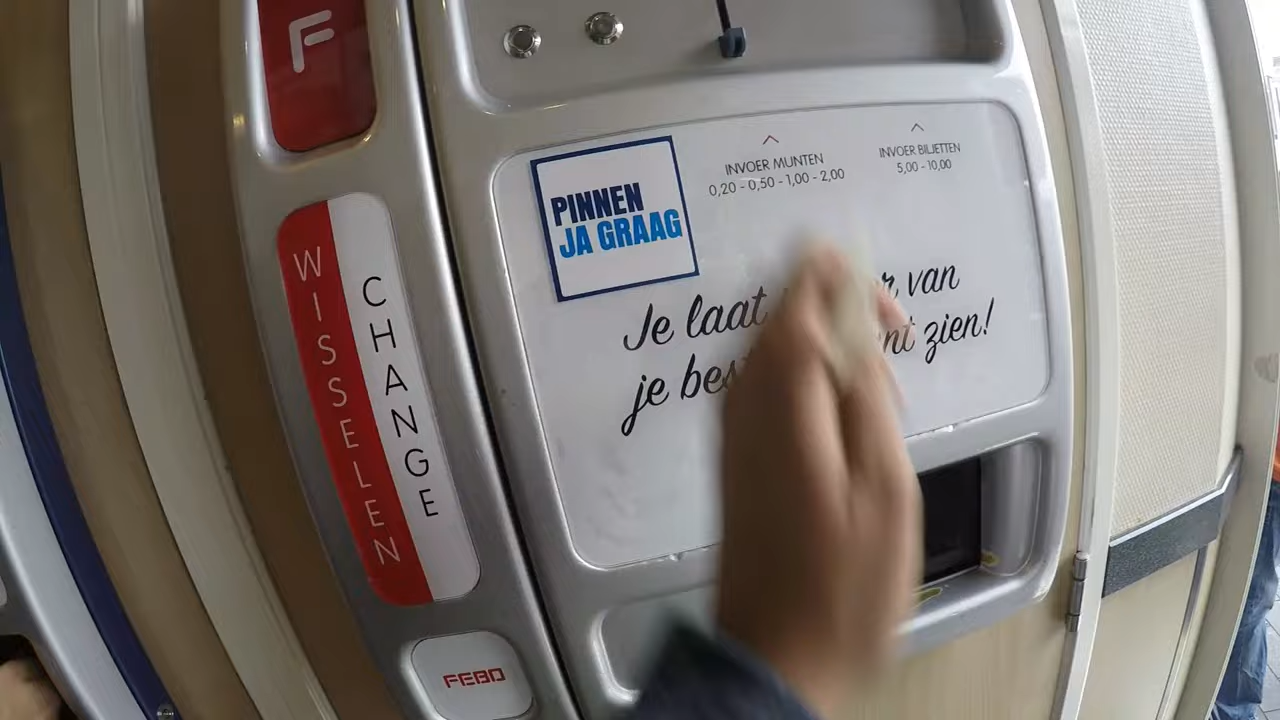 F
WISSELEN
CHANGE
FEBO
PINNEN
JA GRAAG
INVOER MUNTEN
0,20 - 0,50 - 1,00 - 2,00
INVOER BILJETTEN
5,00 - 10,00
Je laat van
je zien!